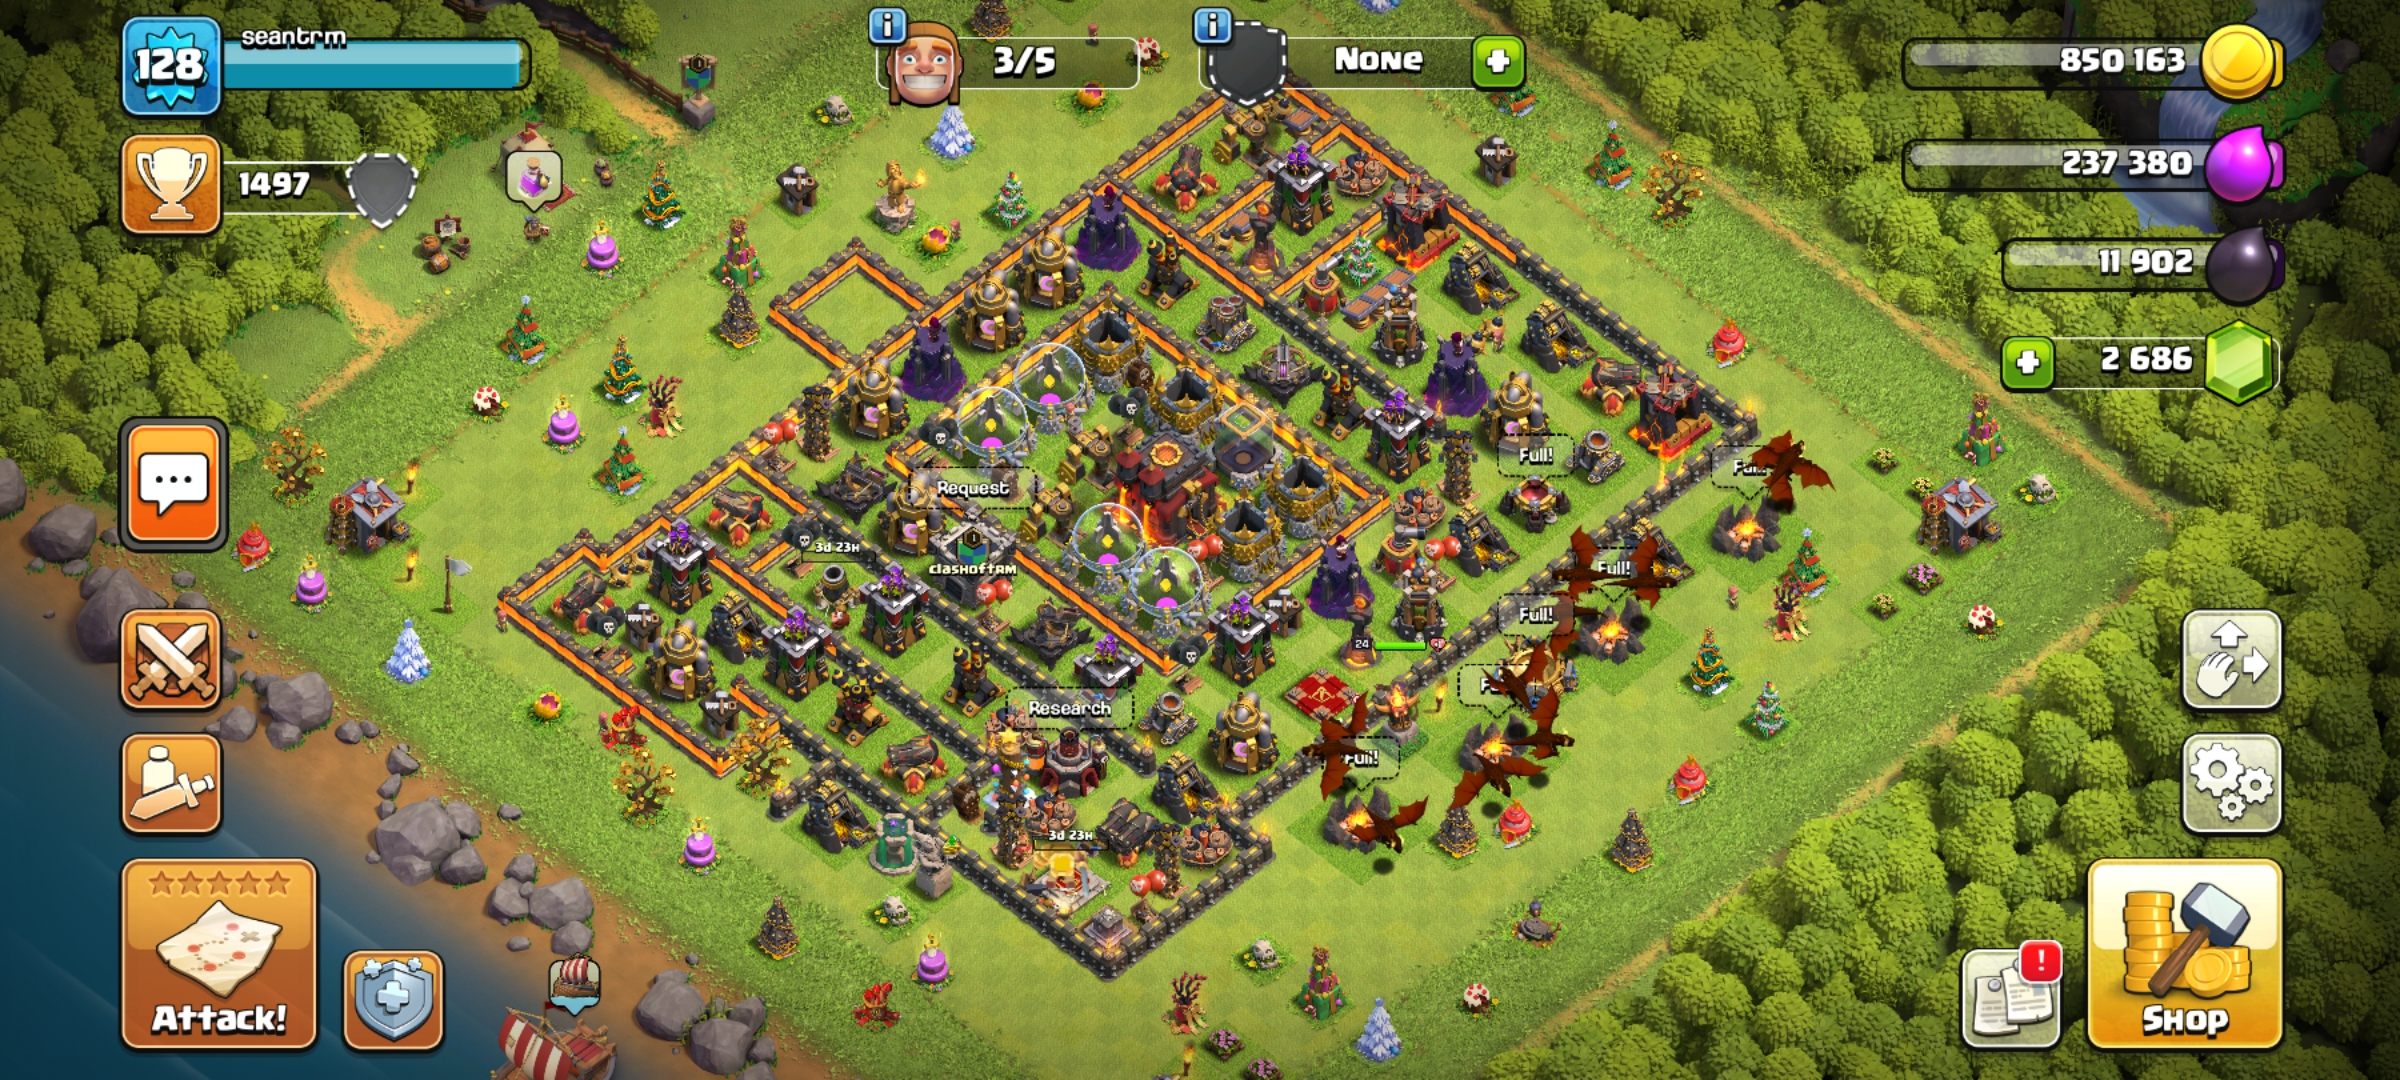 128
seantrm
3/5
None
850 163
1497
237 380
11 902
2 686
Full!
Request
3d 23H
clashoftrm
Full!
Full!
24
Research
Full!
3d 23H
!
Attack!
Shop